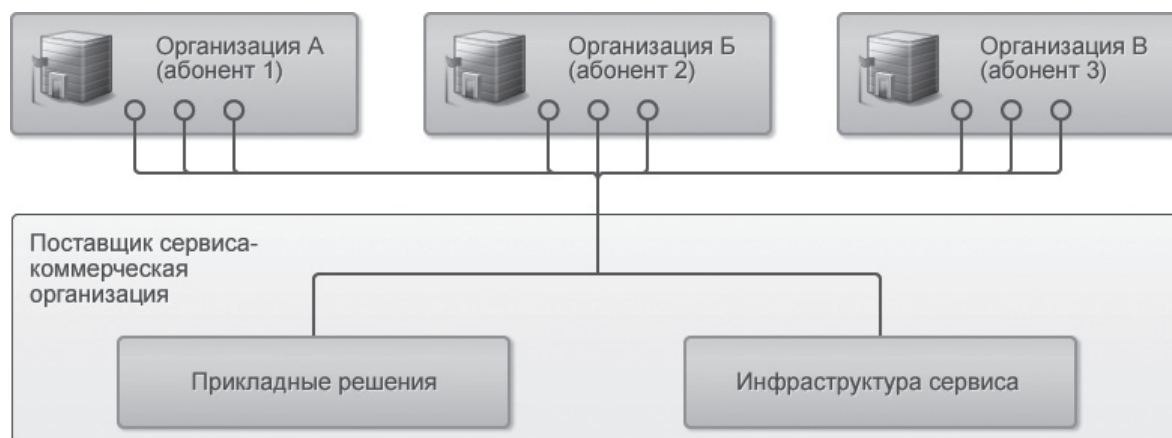 Организация А
(абонент 1)
Организация Б
(абонент 2)
Организация В
(абонент 3)
Поставщик сервиса-
коммерческая
организация
Прикладные решения
Инфраструктура сервиса